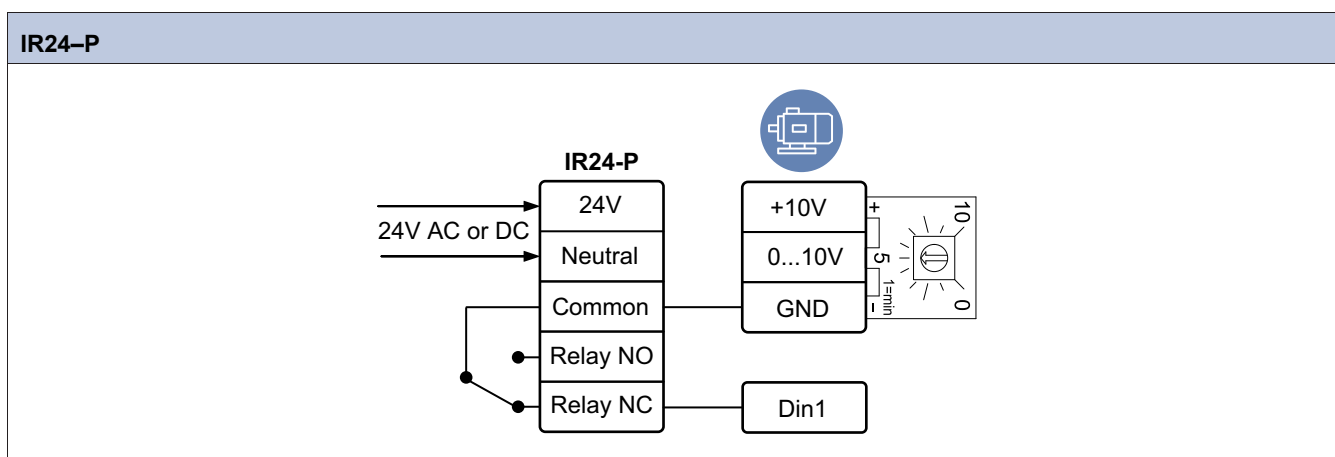 IR24–P
IR24-P
24V AC or DC
24V
Neutral
Common
Relay NO
Relay NC
+10V
0...10V
GND
Din1
+
-
10
5
0
1=min